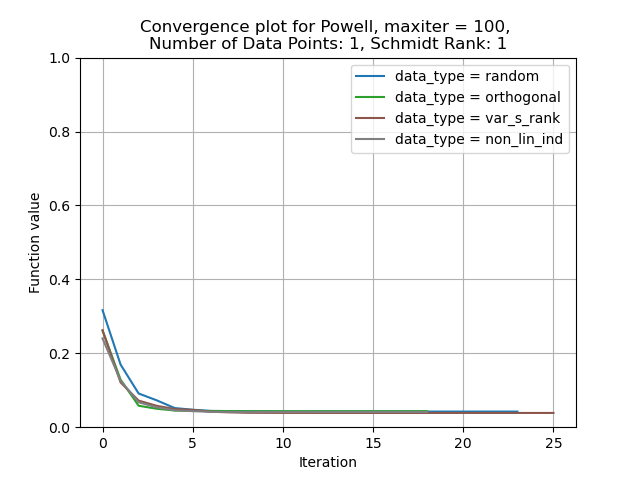 Convergence plot for Powell, maxiter = 100,
Number of Data Points: 1, Schmidt Rank: 1
1.0
0.8
0.6
0.4
0.2
0.0
Function value
data_type = random
data_type = orthogonal
data_type = var_s_rank
data_type = non_lin_ind
0 5 10 15 20 25
Iteration